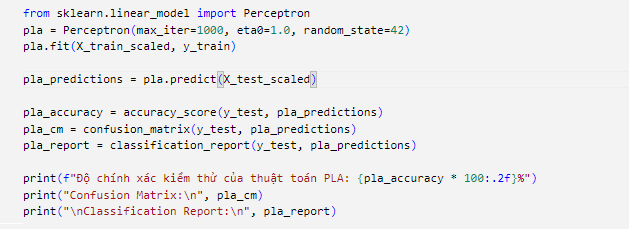 from sklearn.linear_model import Perceptron
pla = Perceptron(max_iter=1000, eta0=1.0, random_state=42)
pla.fit(X_train_scaled, y_train)
pla_predictions = pla.predict(X_test_scaled)
pla_accuracy = accuracy_score(y_test, pla_predictions)
pla_cm = confusion_matrix(y_test, pla_predictions)
pla_report = classification_report(y_test, pla_predictions)
print(f"Độ chính xác kiểm thử của thuật toán PLA: {pla_accuracy * 100:.2f}%")
print("Confusion Matrix:\n", pla_cm)
print("\nClassification Report:\n", pla_report)